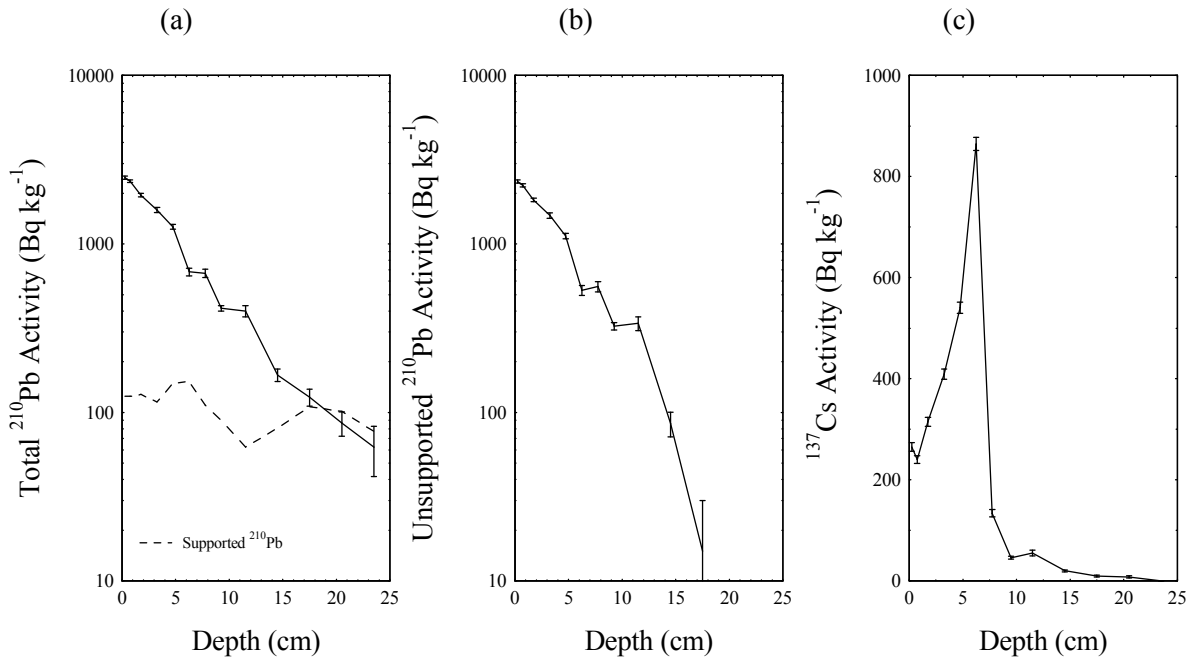 (a)
Total ²¹⁰Pb Activity (Bq kg⁻¹)
10000
1000
100
10
0 5 10 15 20 25
Supported ²¹⁰Pb
Depth (cm)
(b)
Unsupported ²¹⁰Pb Activity (Bq kg⁻¹)
10000
1000
100
10
0 5 10 15 20 25
Depth (cm)
(c)
¹³⁷Cs Activity (Bq kg⁻¹)
1000
800
600
400
200
0
0 5 10 15 20 25
Depth (cm)